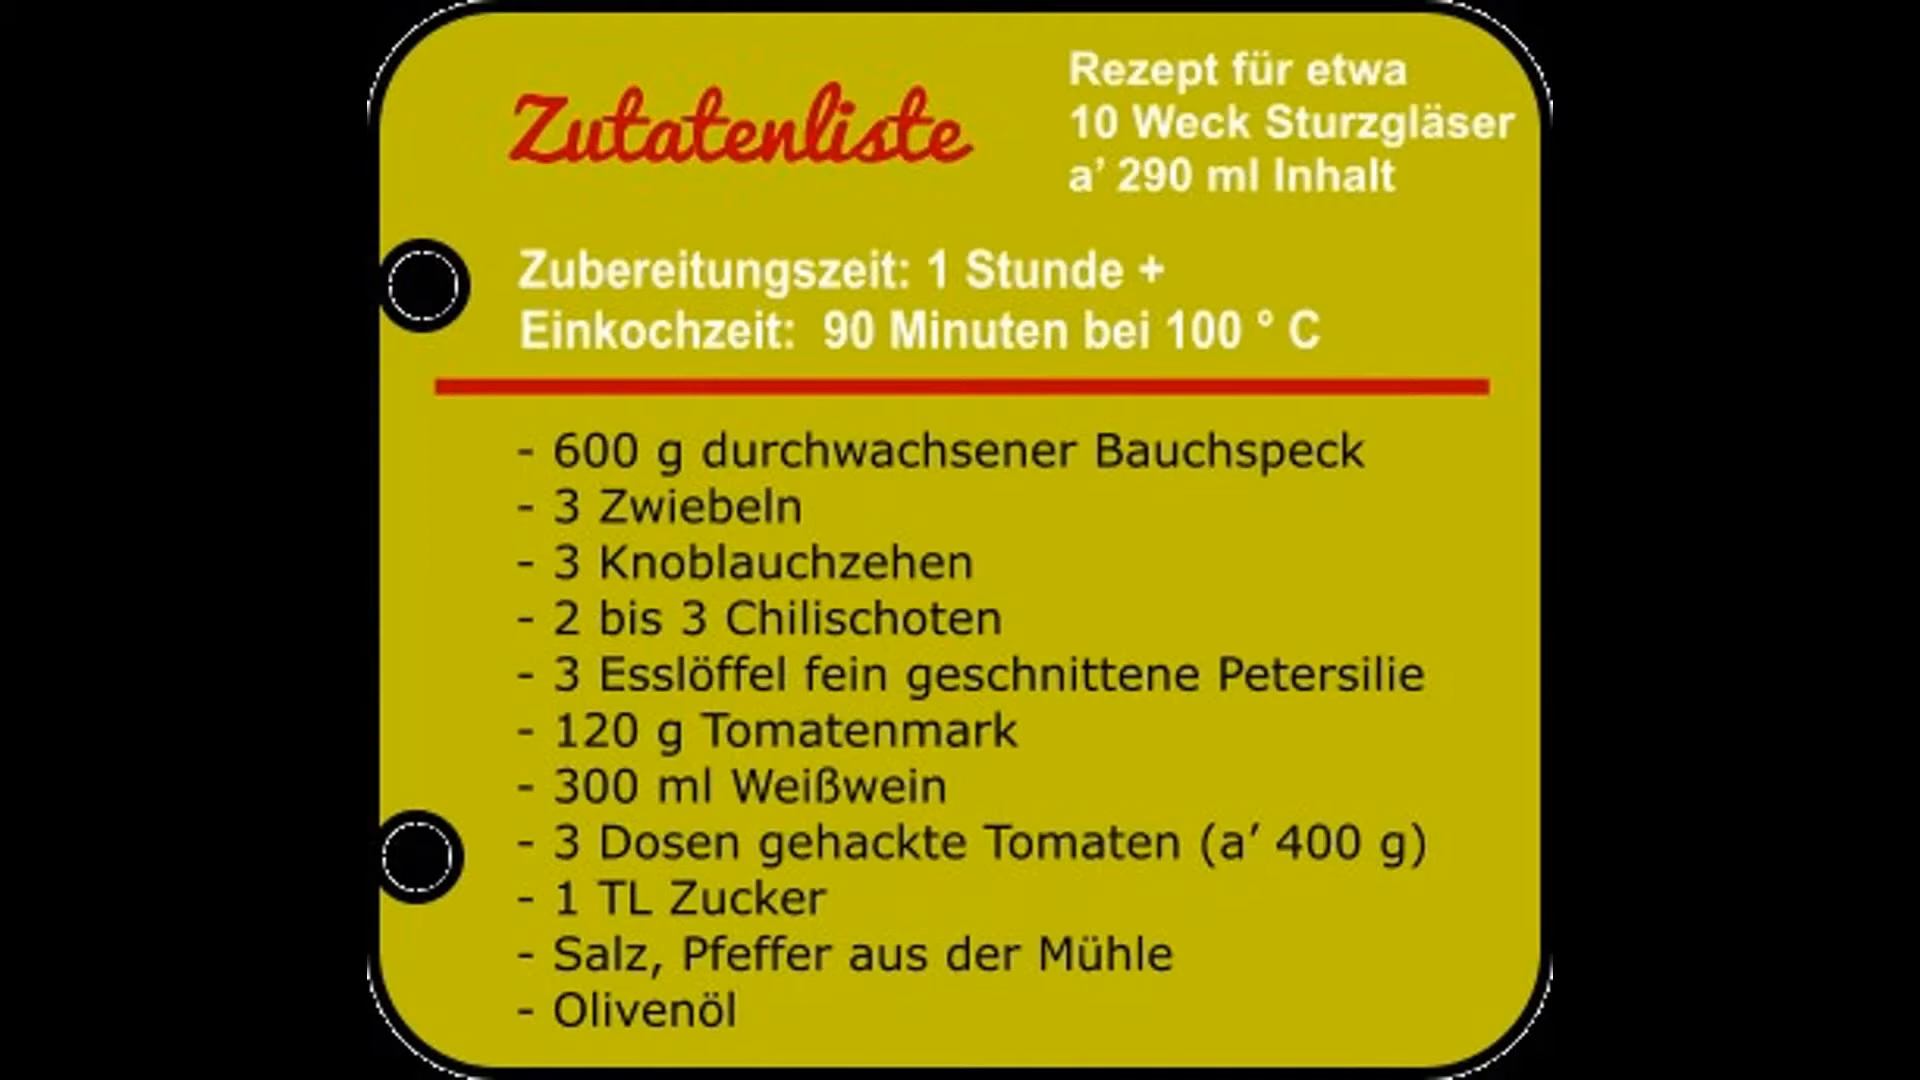 Zutatenliste
Rezept für etwa
10 Weck Sturzgläser
a’ 290 ml Inhalt
Zubereitungszeit: 1 Stunde +
Einkochzeit:  90 Minuten bei 100 ° C
- 600 g durchwachsener Bauchspeck
- 3 Zwiebeln
- 3 Knoblauchzehen
- 2 bis 3 Chilischoten
- 3 Esslöffel fein geschnittene Petersilie
- 120 g Tomatenmark
- 300 ml Weißwein
- 3 Dosen gehackte Tomaten (a’ 400 g)
- 1 TL Zucker
- Salz, Pfeffer aus der Mühle
- Olivenöl